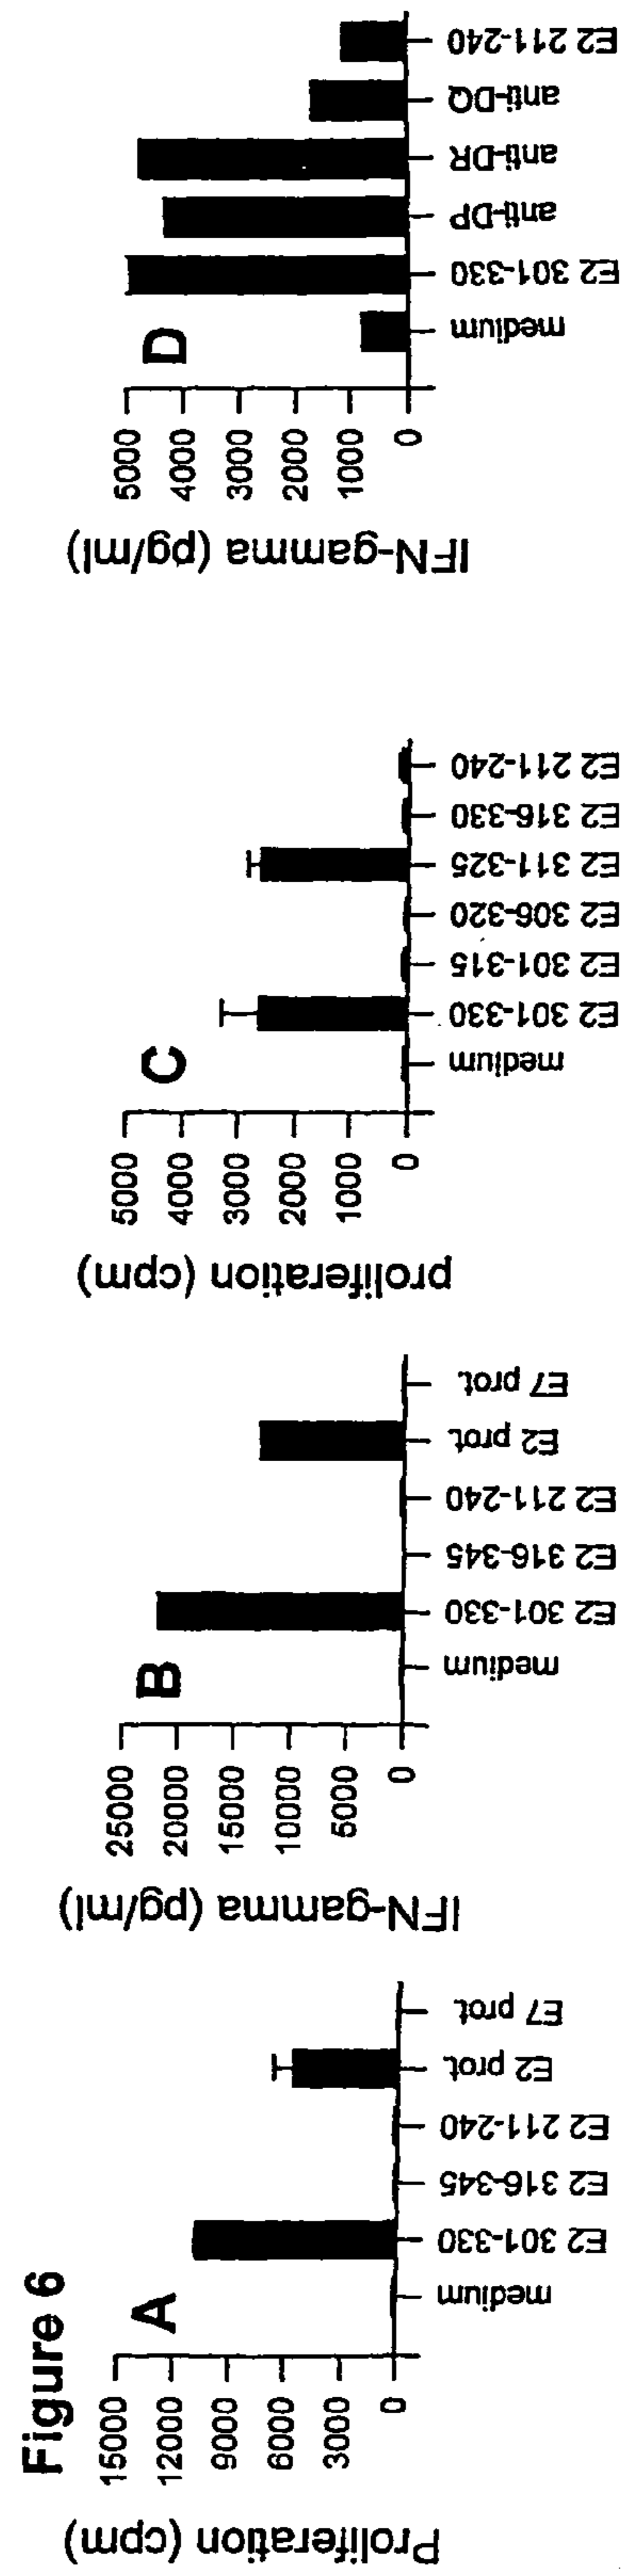 Figure 6
A
Proliferation (cpm)
15000
12000
9000
6000
3000
0
medium
E2 301-330
E2 316-345
E2 211-240
E2 prot.
E7 prot.
B
IFN-gamma (pg/ml)
25000
20000
15000
10000
5000
0
medium
E2 301-330
E2 316-345
E2 211-240
E2 prot.
E7 prot.
C
proliferation (cpm)
5000
4000
3000
2000
1000
0
medium
E2 301-330
E2 301-315
E2 306-320
E2 311-325
E2 316-330
E2 211-240
D
IFN-gamma (pg/ml)
5000
4000
3000
2000
1000
0
medium
E2 301-330
anti-DP
anti-DR
anti-DQ
E2 211-240